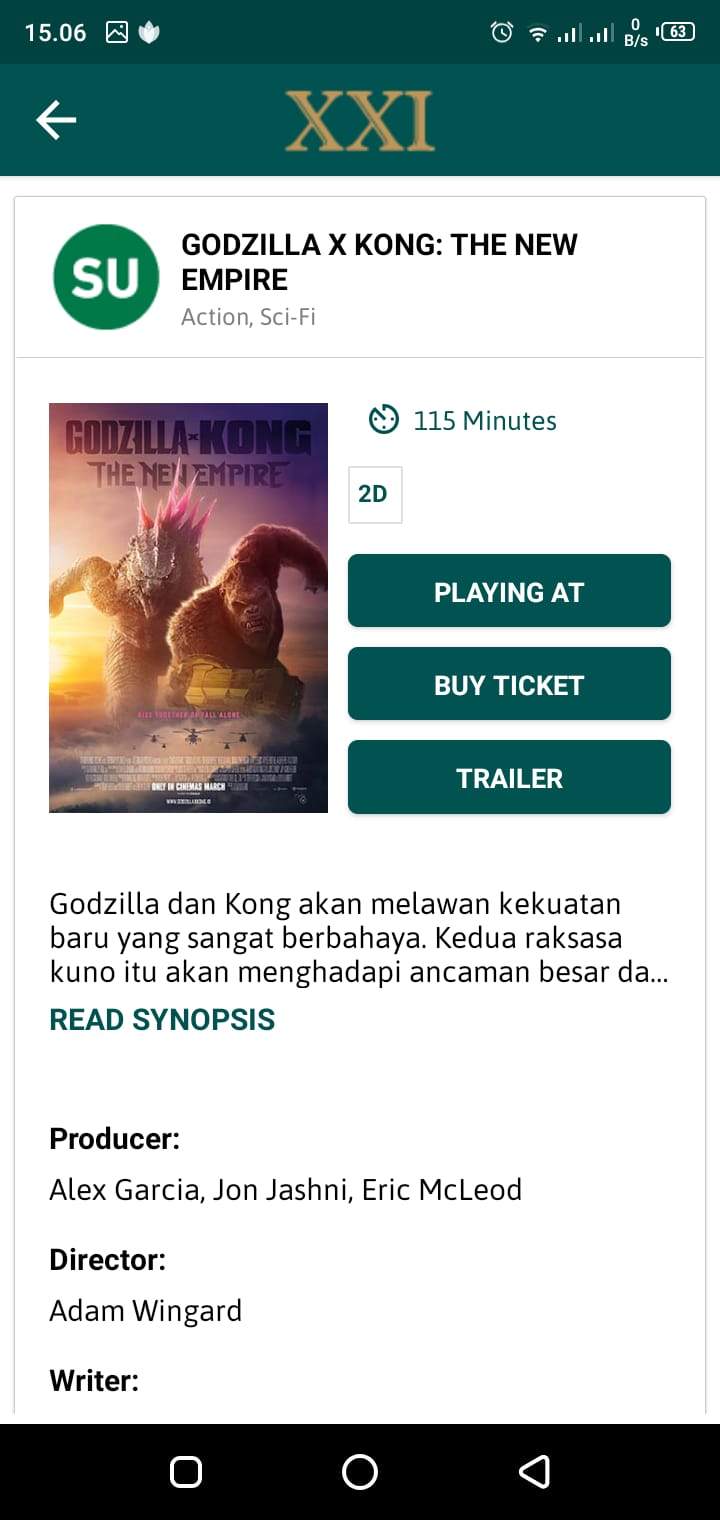 15.06
0
B/s
63
XXI
SU
GODZILLA X KONG: THE NEW
EMPIRE
Action, Sci-Fi
GODZILLA x KONG
THE NEW EMPIRE
RISE TOGETHER OR FALL ALONE
ONLY IN CINEMAS MARCH
115 Minutes
2D
PLAYING AT
BUY TICKET
TRAILER
Godzilla dan Kong akan melawan kekuatan
baru yang sangat berbahaya. Kedua raksasa
kuno itu akan menghadapi ancaman besar da...
READ SYNOPSIS
Producer:
Alex Garcia, Jon Jashni, Eric McLeod
Director:
Adam Wingard
Writer: